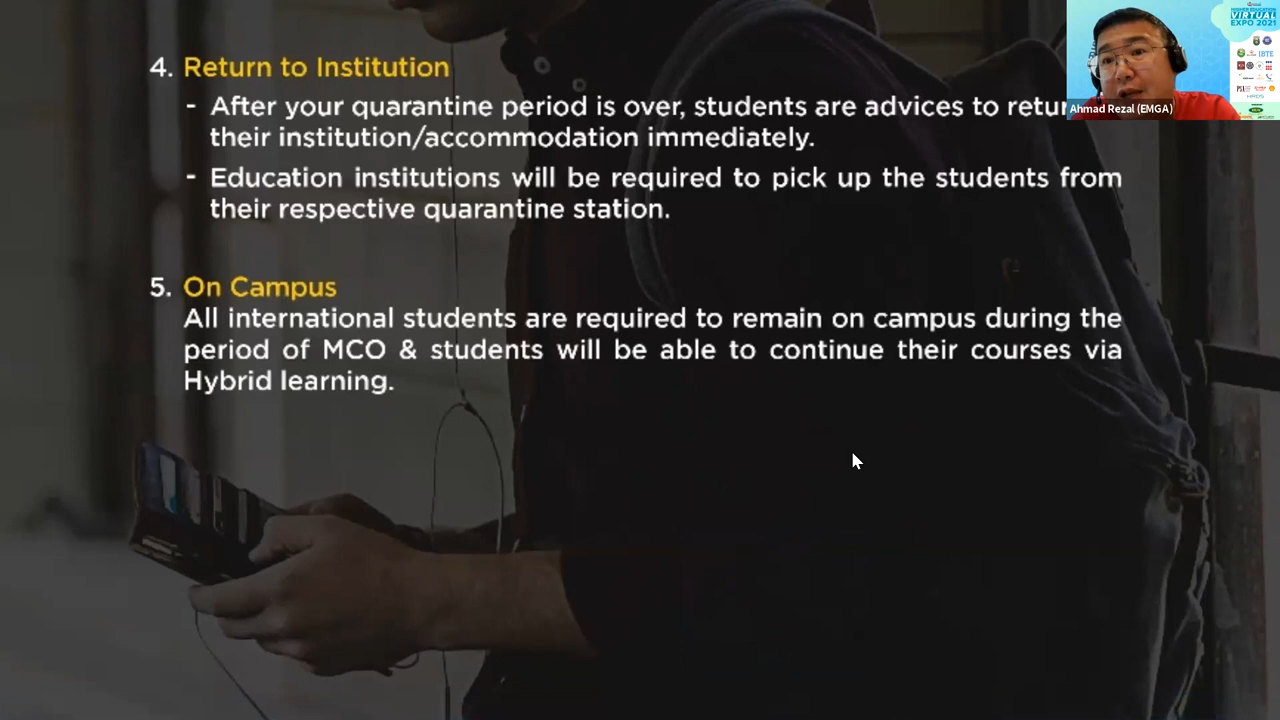 4. Return to Institution
- After your quarantine period is over, students are advices to retur
their institution/accommodation immediately.
- Education institutions will be required to pick up the students from
their respective quarantine station.
5. On Campus
All international students are required to remain on campus during the
period of MCO & students will be able to continue their courses via
Hybrid learning.
Ahmad Rezal (EMGA)
HIGHER EDUCATION
VIRTUAL
EXPO 2021
IBTE